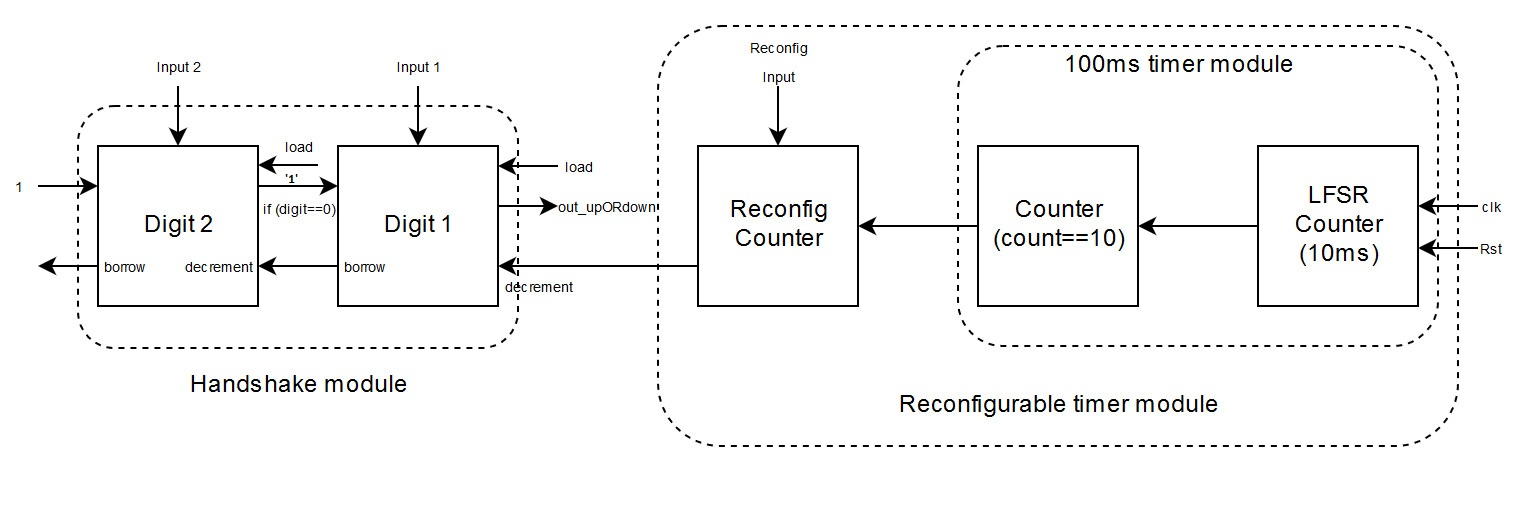 Reconfig
Input
100ms timer module
Input 2
Input 1
load
load
1
'1'
if (digit==0)
out_upORdown
Digit 2
Digit 1
Reconfig
Counter
Counter
(count==10)
LFSR
Counter
(10ms)
clk
Rst
borrow
decrement
borrow
decrement
Handshake module
Reconfigurable timer module